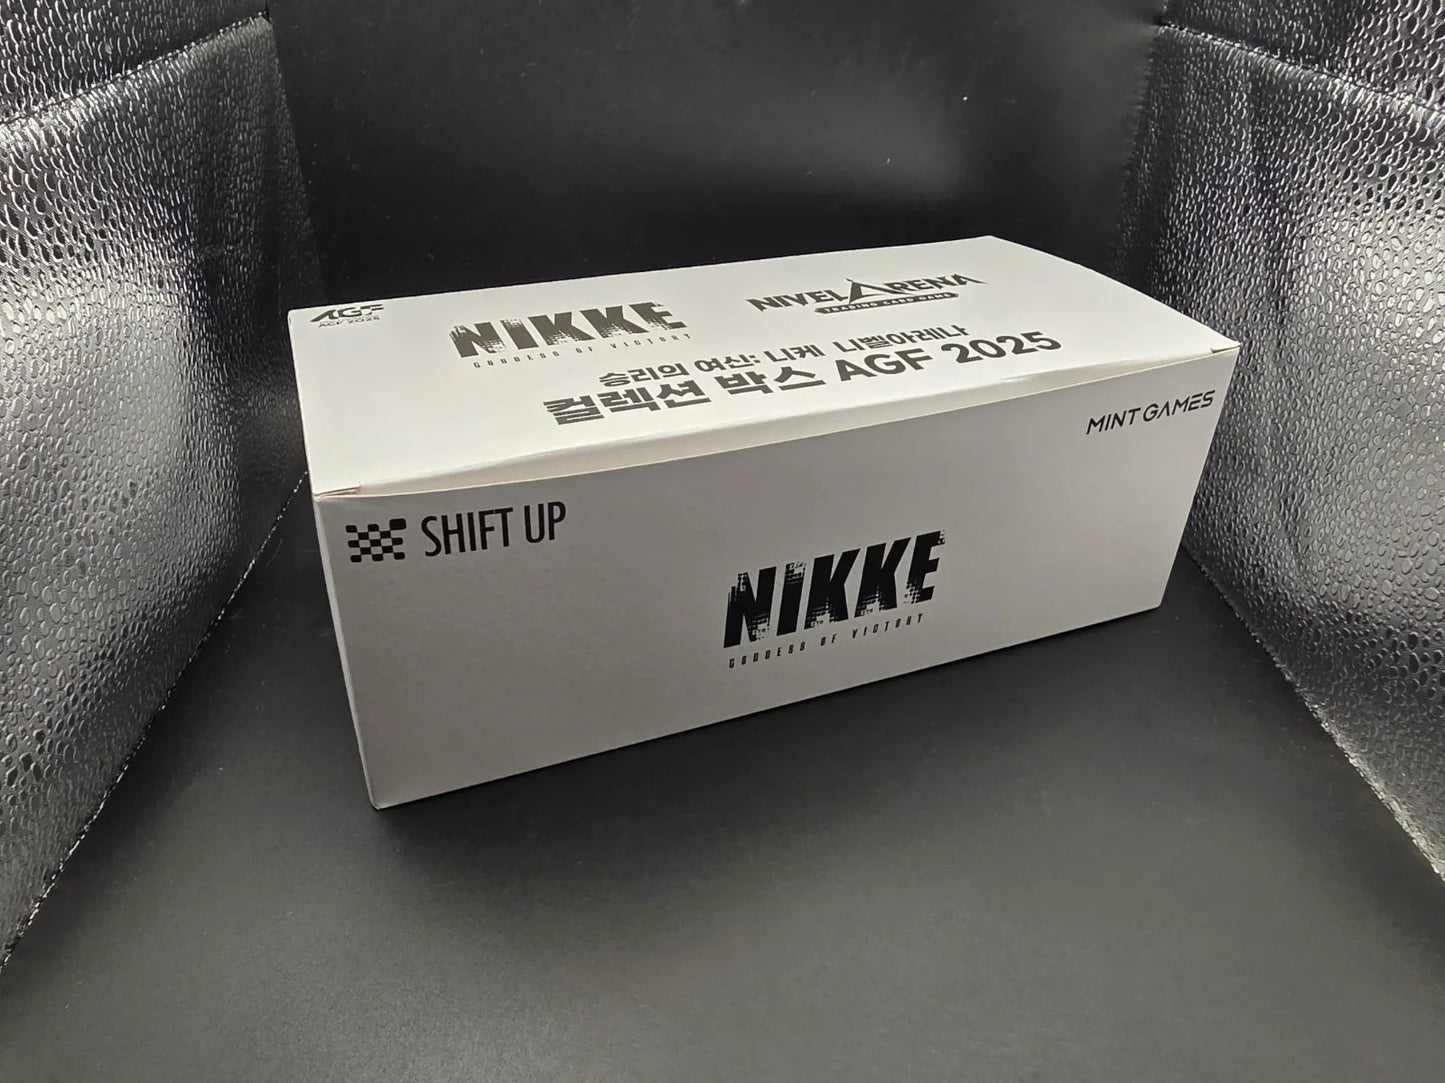 AGF
AGF 2025
NIKKE
GODDESS OF VICTORY
NIVEL ARENA
TRADING CARD GAME
승리의 여신: 니케 니벨아레나
컬렉션 박스 AGF 2025
MINT GAMES
SHIFT UP
NIKKE
GODDESS OF VICTORY